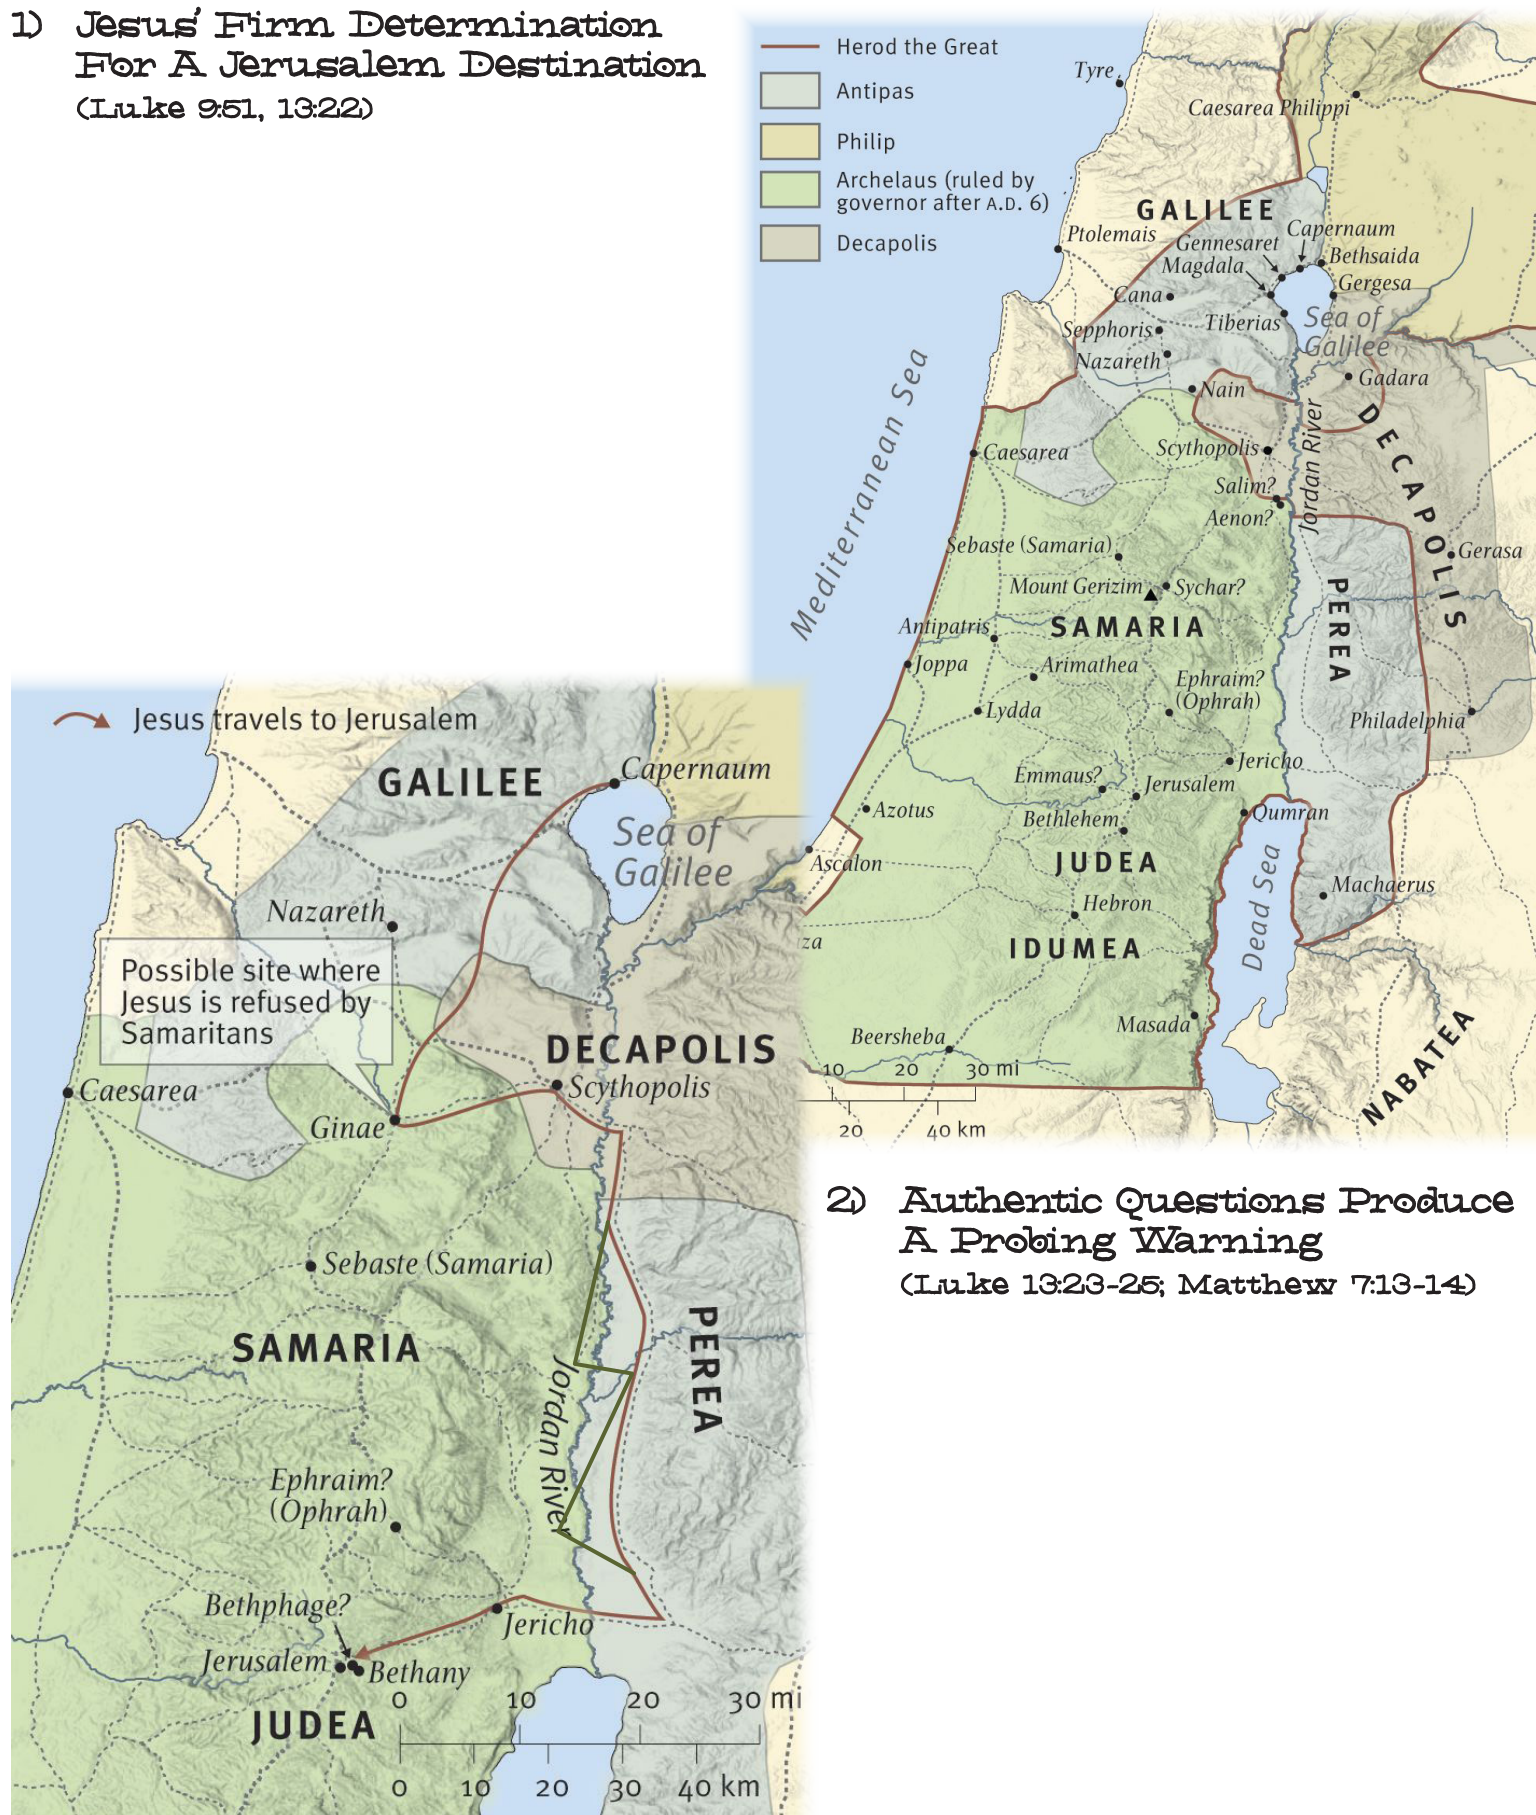 1) Jesus' Firm Determination
For A Jerusalem Destination
(Luke 9:51, 13:22)
Herod the Great
Antipas
Philip
Archelaus (ruled by
governor after A.D. 6)
Decapolis
Tyre
Caesarea Philippi
GALILEE
Ptolemais
Gennesaret
Capernaum
Magdala
Bethsaida
Gergesa
Cana
Tiberias
Sea of
Galilee
Sepphoris
Nazareth
Nain
Gadara
DECAPOLIS
Jordan River
Mediterranean Sea
Caesarea
Scythopolis
Salim?
Aenon?
Gerasa
Sebaste (Samaria)
Mount Gerizim
Sychar?
PEREA
SAMARIA
Antipatris
Joppa
Arimathea
Ephraim?
(Ophrah)
Lydda
Philadelphia
Jericho
Emmaus?
Jerusalem
Azotus
Bethlehem
Qumran
Ascalon
JUDEA
Dead Sea
Machaerus
Hebron
za
IDUMEA
Masada
Beersheba
NABATEA
10 20 30 mi
20 40 km
Jesus travels to Jerusalem
GALILEE
Capernaum
Sea of
Galilee
Nazareth
Possible site where
Jesus is refused by
Samaritans
DECAPOLIS
Scythopolis
Caesarea
Ginae
Sebaste (Samaria)
SAMARIA
PEREA
Jordan River
Ephraim?
(Ophrah)
Bethphage?
Jericho
Jerusalem
Bethany
JUDEA
0 10 20 30 mi
0 10 20 30 40 km
2) Authentic Questions Produce
A Probing Warning
(Luke 13:23-25; Matthew 7:13-14)